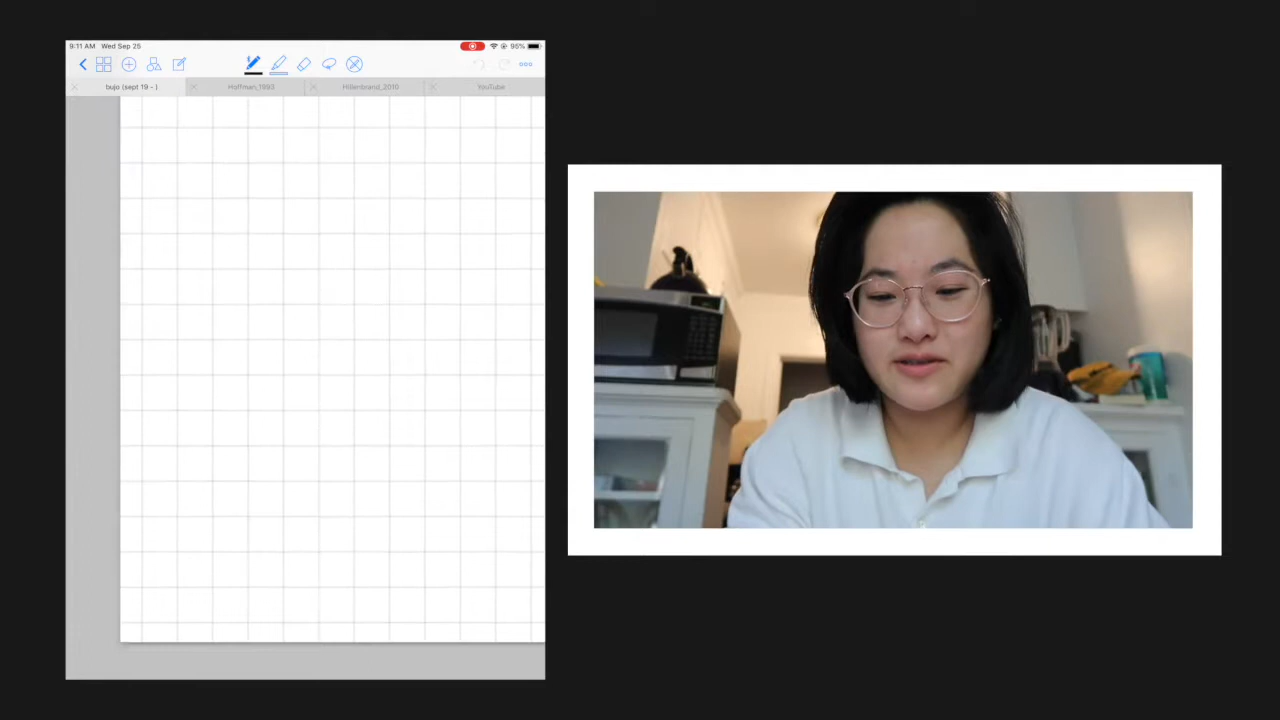 9:11 AM Wed Sep 25
95%
bujo (sept 19 - )
Hoffman_1993
Hillenbrand_2010
YouTube